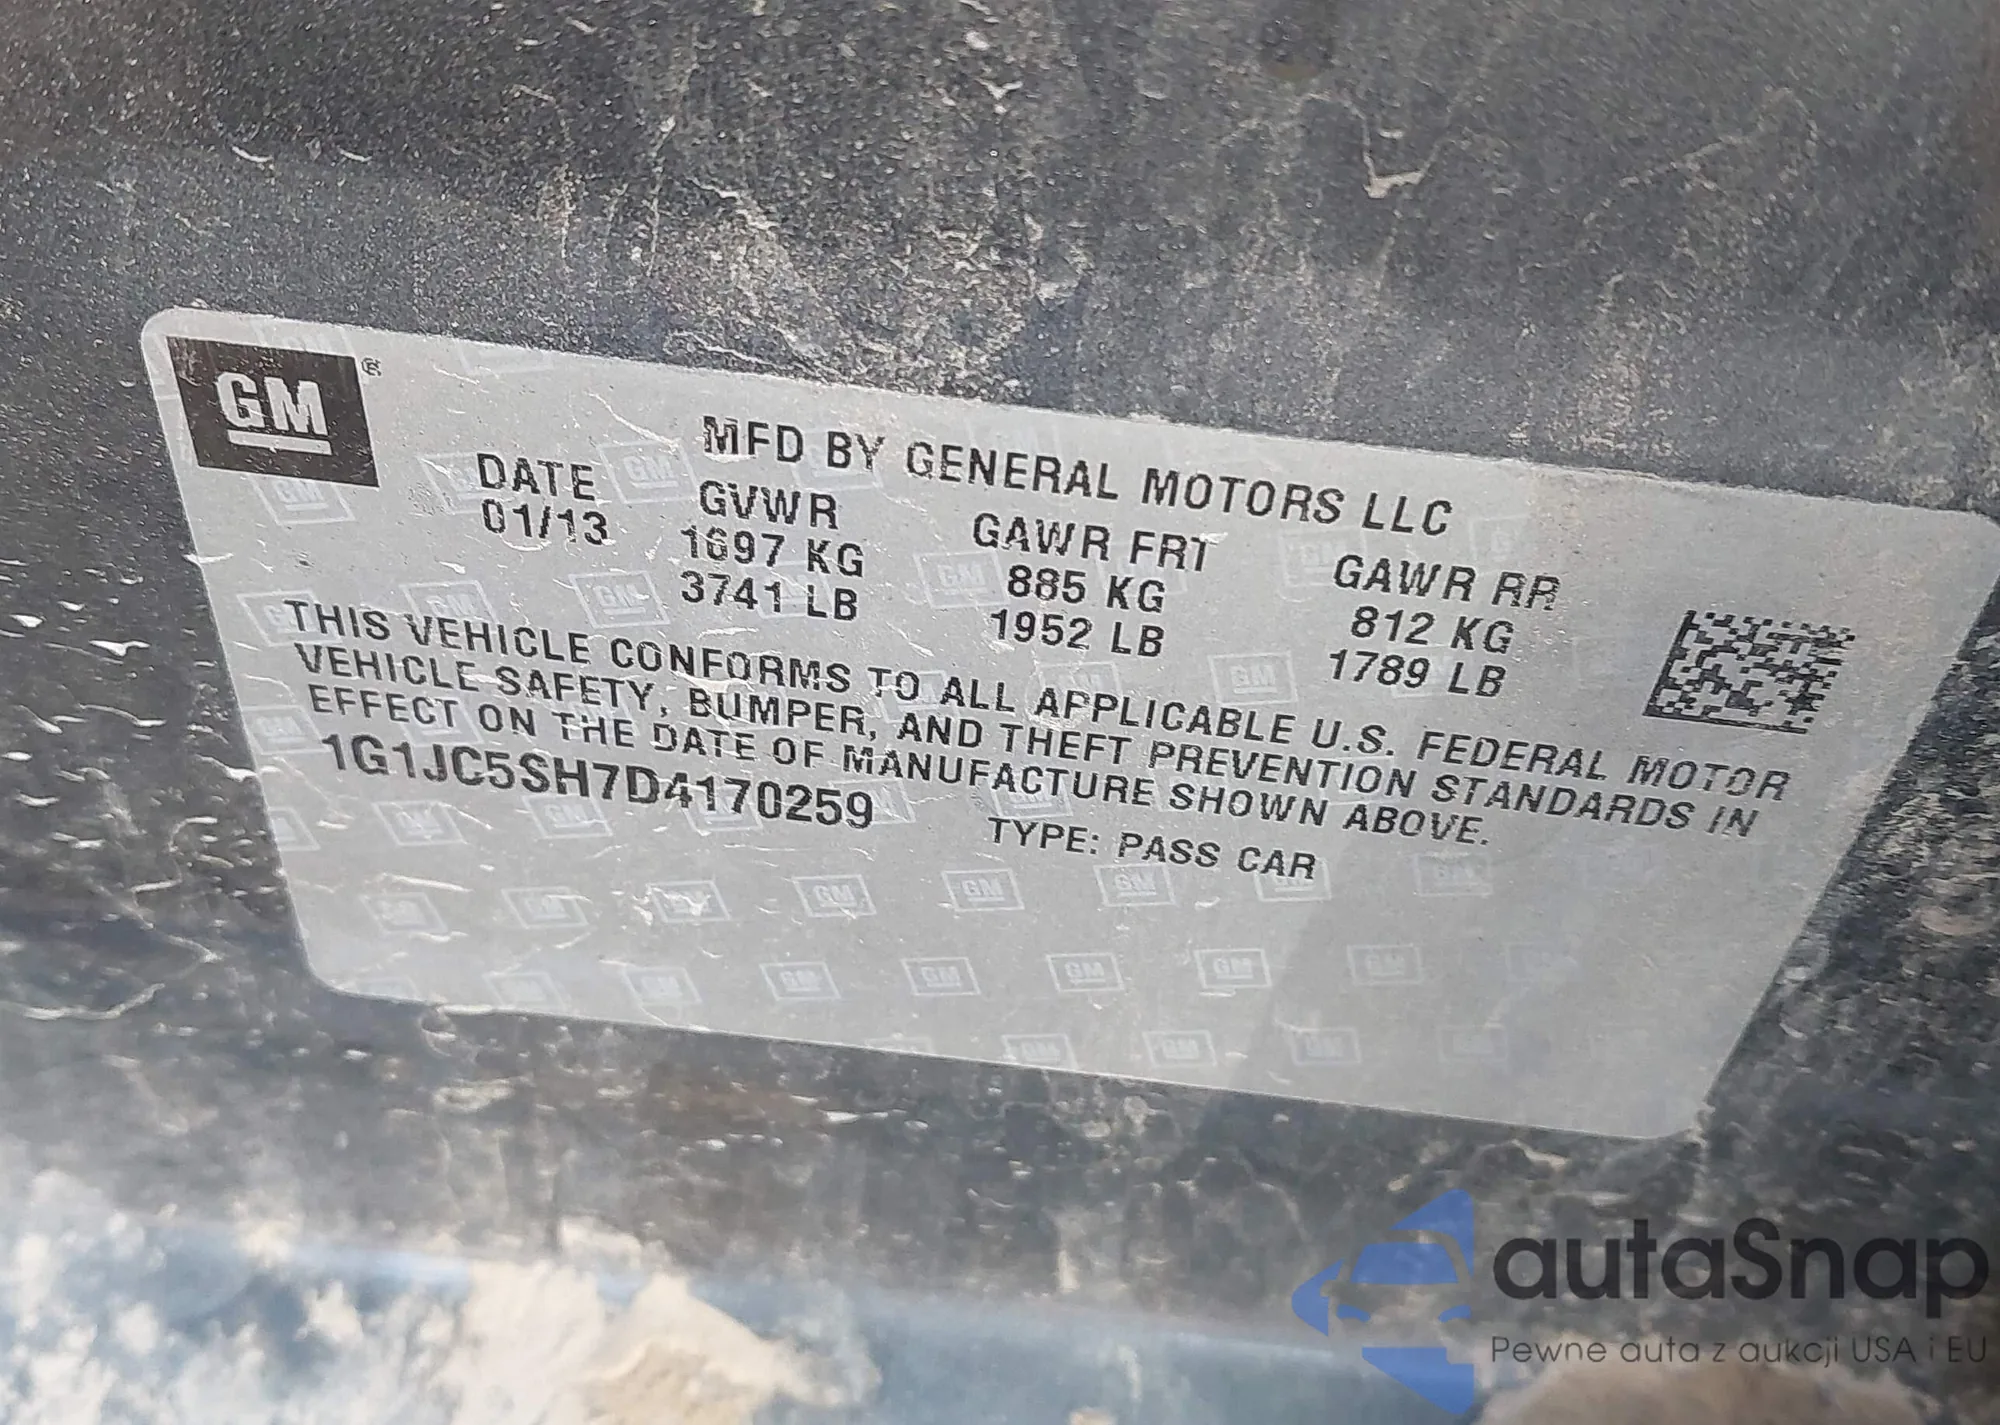 GM ®
MFD BY GENERAL MOTORS LLC
DATE GVWR GAWR FRT GAWR RR
01/13 1697 KG 885 KG 812 KG
3741 LB 1952 LB 1789 LB
THIS VEHICLE CONFORMS TO ALL APPLICABLE U.S. FEDERAL MOTOR
VEHICLE SAFETY, BUMPER, AND THEFT PREVENTION STANDARDS IN
EFFECT ON THE DATE OF MANUFACTURE SHOWN ABOVE.
1G1JC5SH7D4170259 TYPE: PASS CAR
autaSnap
Pewne auta z aukcji USA i EU